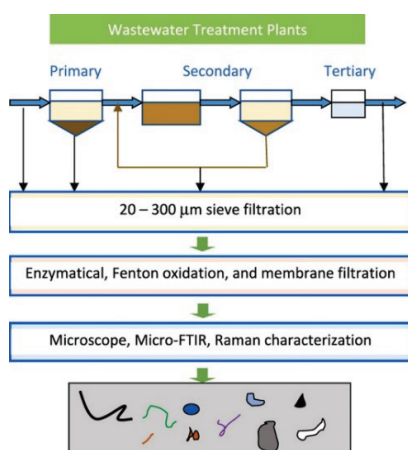 Wastewater Treatment Plants
Primary Secondary Tertiary
20 – 300 μm sieve filtration
Enzymatical, Fenton oxidation, and membrane filtration
Microscope, Micro-FTIR, Raman characterization